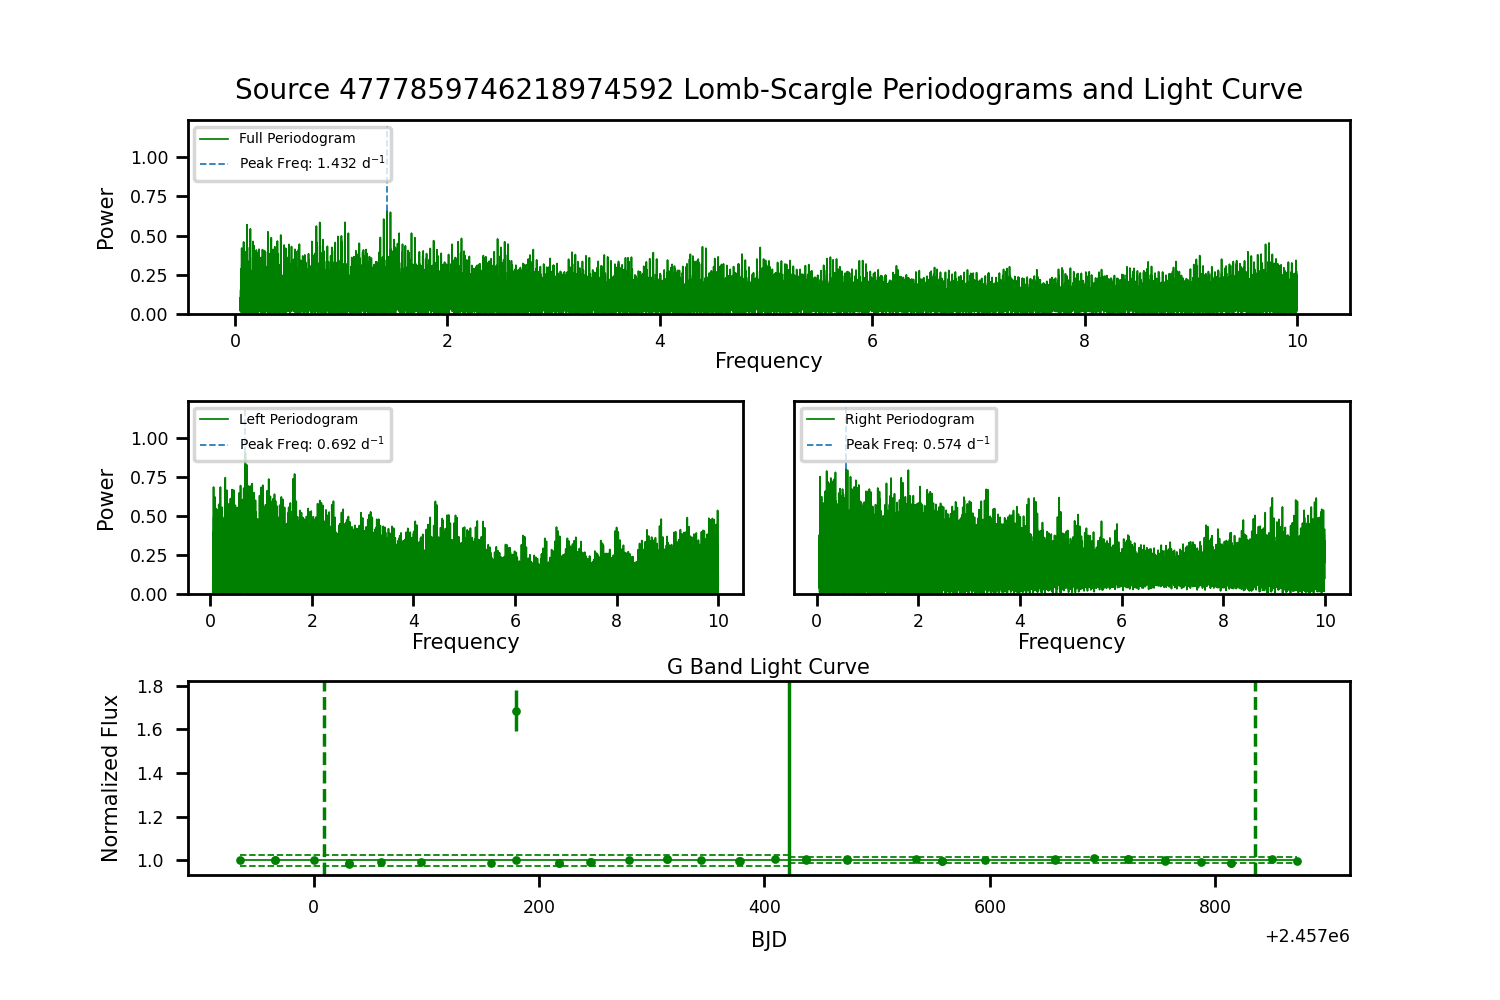 Source 4777859746218974592 Lomb-Scargle Periodograms and Light Curve
Full Periodogram
Peak Freq: 1.432 d⁻¹
Power
1.00
0.75
0.50
0.25
0.00
0 2 4 6 8 10
Frequency
Left Periodogram
Peak Freq: 0.692 d⁻¹
Power
1.00
0.75
0.50
0.25
0.00
0 2 4 6 8 10
Frequency
Right Periodogram
Peak Freq: 0.574 d⁻¹
0 2 4 6 8 10
Frequency
G Band Light Curve
Normalized Flux
1.8
1.6
1.4
1.2
1.0
0 200 400 600 800
BJD
+2.457e6